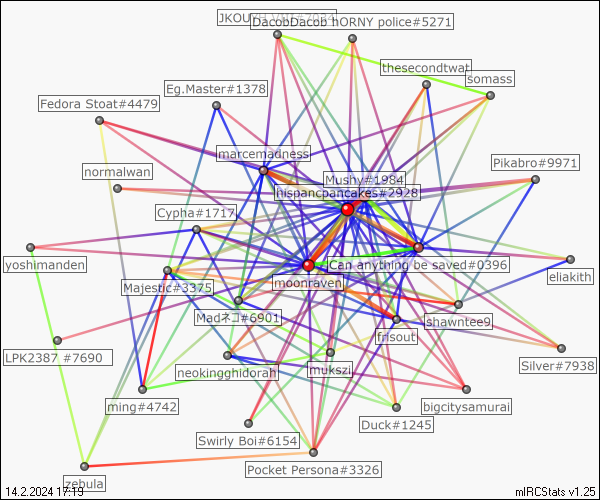 DacobDacob hORNY police#5271
thesecondtwat
somass
Eg.Master#1378
Fedora Stoat#4479
marcemadness
Pikabro#9971
normalwan
Mushy#1984
hispancpancakes#2928
Cypha#1717
yoshimanden
Can anything be saved#0396
eliakith
Majestic#3375
moonraven
Madネコ#6901
shawntee9
frisout
LPK2387 #7690
neokingghidorah
mukszi
Silver#7938
ming#4742
bigcitysamurai
Duck#1245
Swirly Boi#6154
Pocket Persona#3326
zebula
14.2.2024 17:19
mIRCStats v1.25